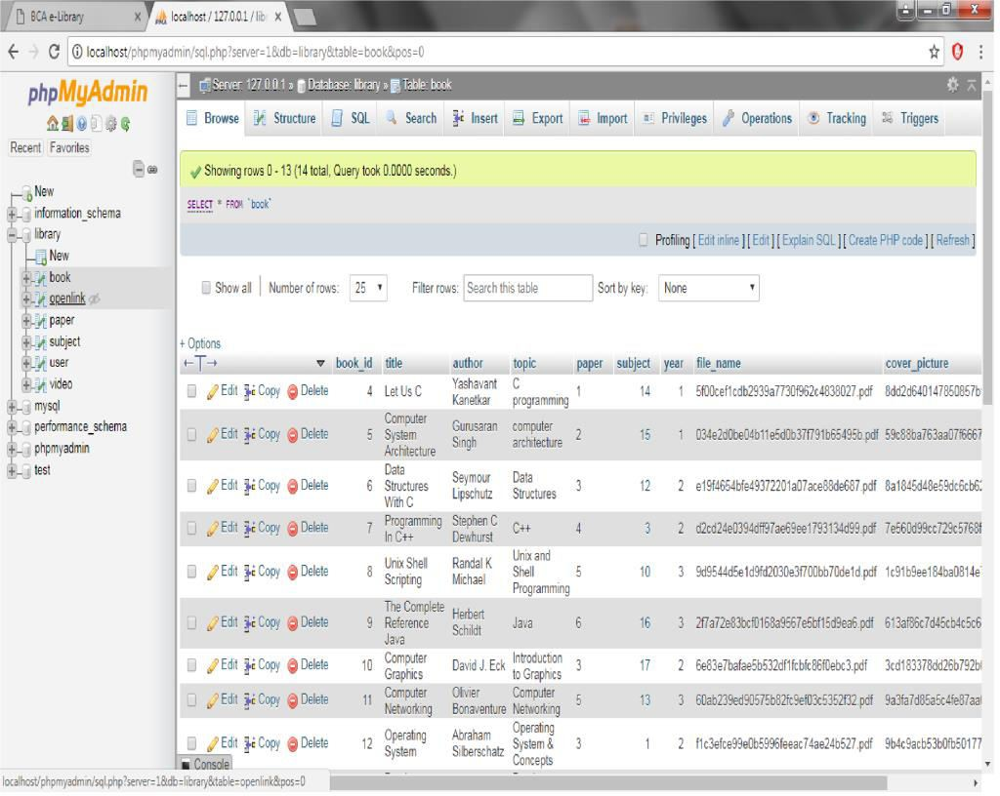 BCA e-Library
localhost / 127.0.0.1 / libr
localhost/phpmyadmin/sql.php?server=1&db=library&table=book&pos=0
phpMyAdmin
Recent Favorites
New
information_schema
library
New
book
openlink
paper
subject
user
video
mysql
performance_schema
phpmyadmin
test
Server: 127.0.0.1 » Database: library » Table: book
Browse Structure SQL Search Insert Export Import Privileges Operations Tracking Triggers
Showing rows 0 - 13 (14 total, Query took 0.0000 seconds.)
SELECT * FROM `book`
Profiling [ Edit inline ] [ Edit ] [ Explain SQL ] [ Create PHP code ] [ Refresh ]
Show all | Number of rows: 25 Filter rows: Search this table Sort by key: None
+ Options
←T→ ▼ book_id title author topic paper subject year file_name cover_picture
Edit Copy Delete 4 Let Us C Yashavant Kanetkar C programming 1 14 1 5f00cef1cdb2939a7730f962c4838027.pdf 8dd2d640147850857b
Edit Copy Delete 5 Computer System Architecture Gurusaran Singh computer architecture 2 15 1 034e2d0be04b11e5d0b37f791b65495b.pdf 59c88ba763aa07f6667
Edit Copy Delete 6 Data Structures With C Seymour Lipschutz Data Structures 3 12 2 e19f4654bfe49372201a07ace88de687.pdf 8a1845d48e59dc6cb6
Edit Copy Delete 7 Programming In C++ Stephen C Dewhurst C++ 4 3 2 d2cd24e0394dff97ae69ee1793134d99.pdf 7e560d99cc729c5768f
Edit Copy Delete 8 Unix Shell Scripting Randal K Michael Unix and Shell Programming 5 10 3 9d9544d5e1d9fd2030e3f700bb70de1d.pdf 1c91b9ee184ba0814e
Edit Copy Delete 9 The Complete Reference Java Herbert Schildt Java 6 16 3 2f7a72e83bcf0168a9567e5bf15d9ea6.pdf 613af86c7d45cb4c5c6
Edit Copy Delete 10 Computer Graphics David J. Eck Introduction to Graphics 3 17 2 6e83e7bafae5b532df1fcbfc86f0ebc3.pdf 3cd183378dd26b792b
Edit Copy Delete 11 Computer Networking Olivier Bonaventure Computer Networking 5 13 3 60ab239ed90575b82fc9ef03c5352f32.pdf 9a3fa7d85a5c4fe87aa
Edit Copy Delete 12 Operating System Abraham Silberschatz Operating System & Concepts 3 1 2 f1c3efce99e0b5996feeac74ae24b527.pdf 9b4c9acb53b0fb50177
Console
localhost/phpmyadmin/sql.php?server=1&db=library&table=openlink&pos=0